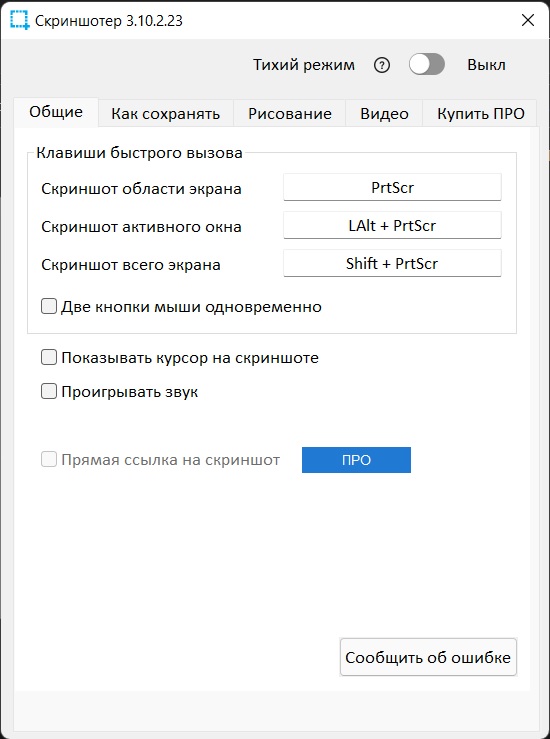 Скриншотер 3.10.2.23
Тихий режим ? Выкл
Общие Как сохранять Рисование Видео Купить ПРО
Клавиши быстрого вызова
Скриншот области экрана PrtScr
Скриншот активного окна LAlt + PrtScr
Скриншот всего экрана Shift + PrtScr
Две кнопки мыши одновременно
Показывать курсор на скриншоте
Проигрывать звук
Прямая ссылка на скриншот ПРО
Сообщить об ошибке